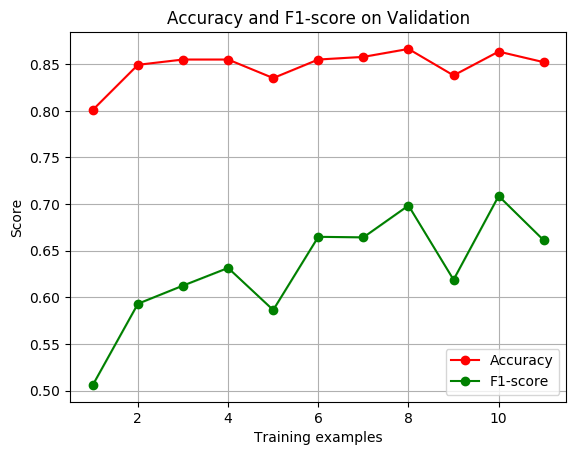 Accuracy and F1-score on Validation
0.85
0.80
0.75
0.70
0.65
0.60
0.55
0.50
Score
2 4 6 8 10
Training examples
Accuracy
F1-score